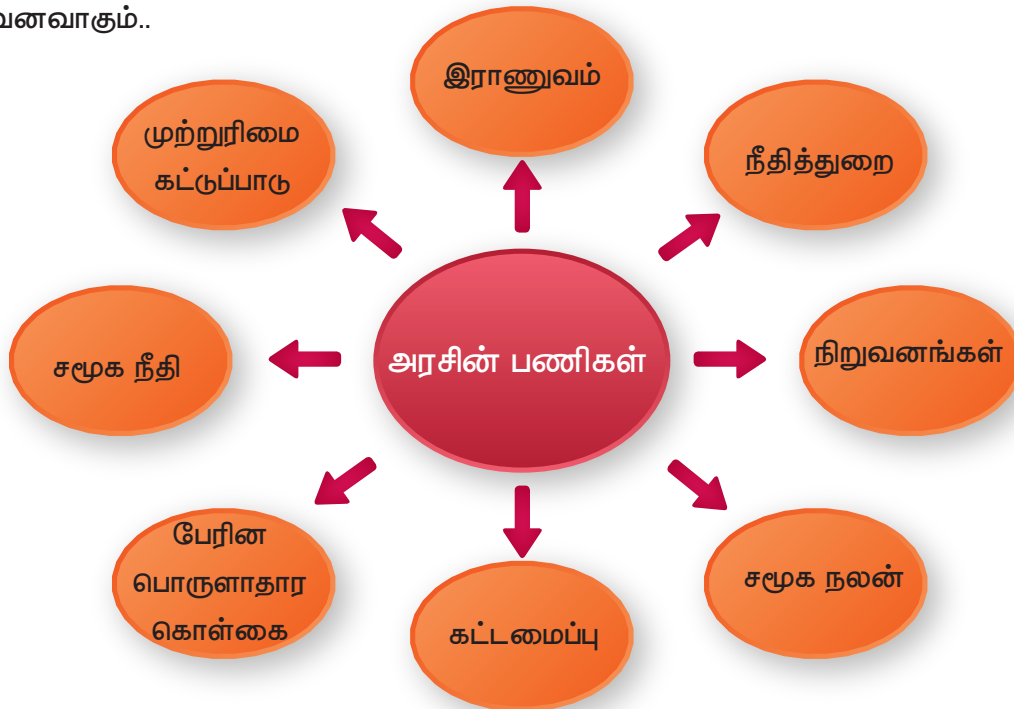 வனவாகும்..
இராணுவம்
முற்றுரிமை
கட்டுப்பாடு
நீதித்துறை
சமூக நீதி
அரசின் பணிகள்
நிறுவனங்கள்
பேரின
பொருளாதார
கொள்கை
கட்டமைப்பு
சமூக நலன்